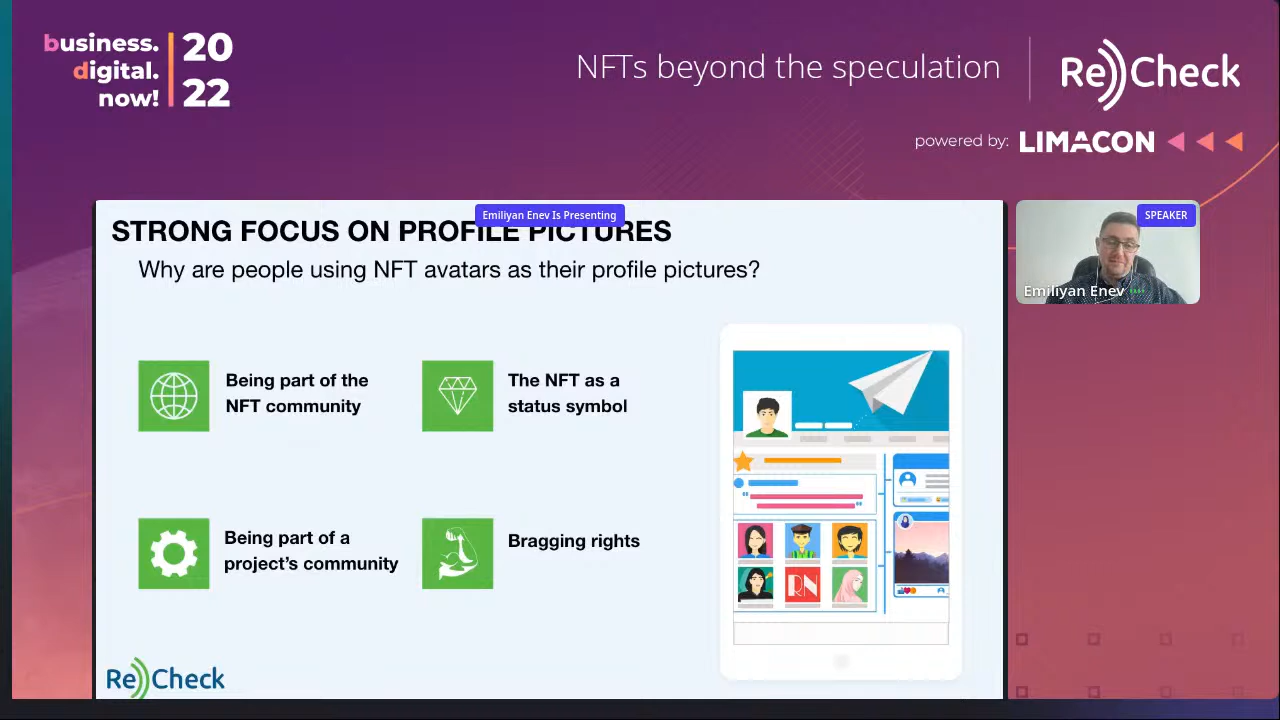 business.
digital.
now!
20
22
NFTs beyond the speculation
Re Check
powered by: LIMACON
Emiliyan Enev Is Presenting
STRONG FOCUS ON PROFILE PICTURES
Why are people using NFT avatars as their profile pictures?
SPEAKER
Emiliyan Enev
Being part of the
NFT community
The NFT as a
status symbol
Being part of a
project's community
Bragging rights
RN
Re Check